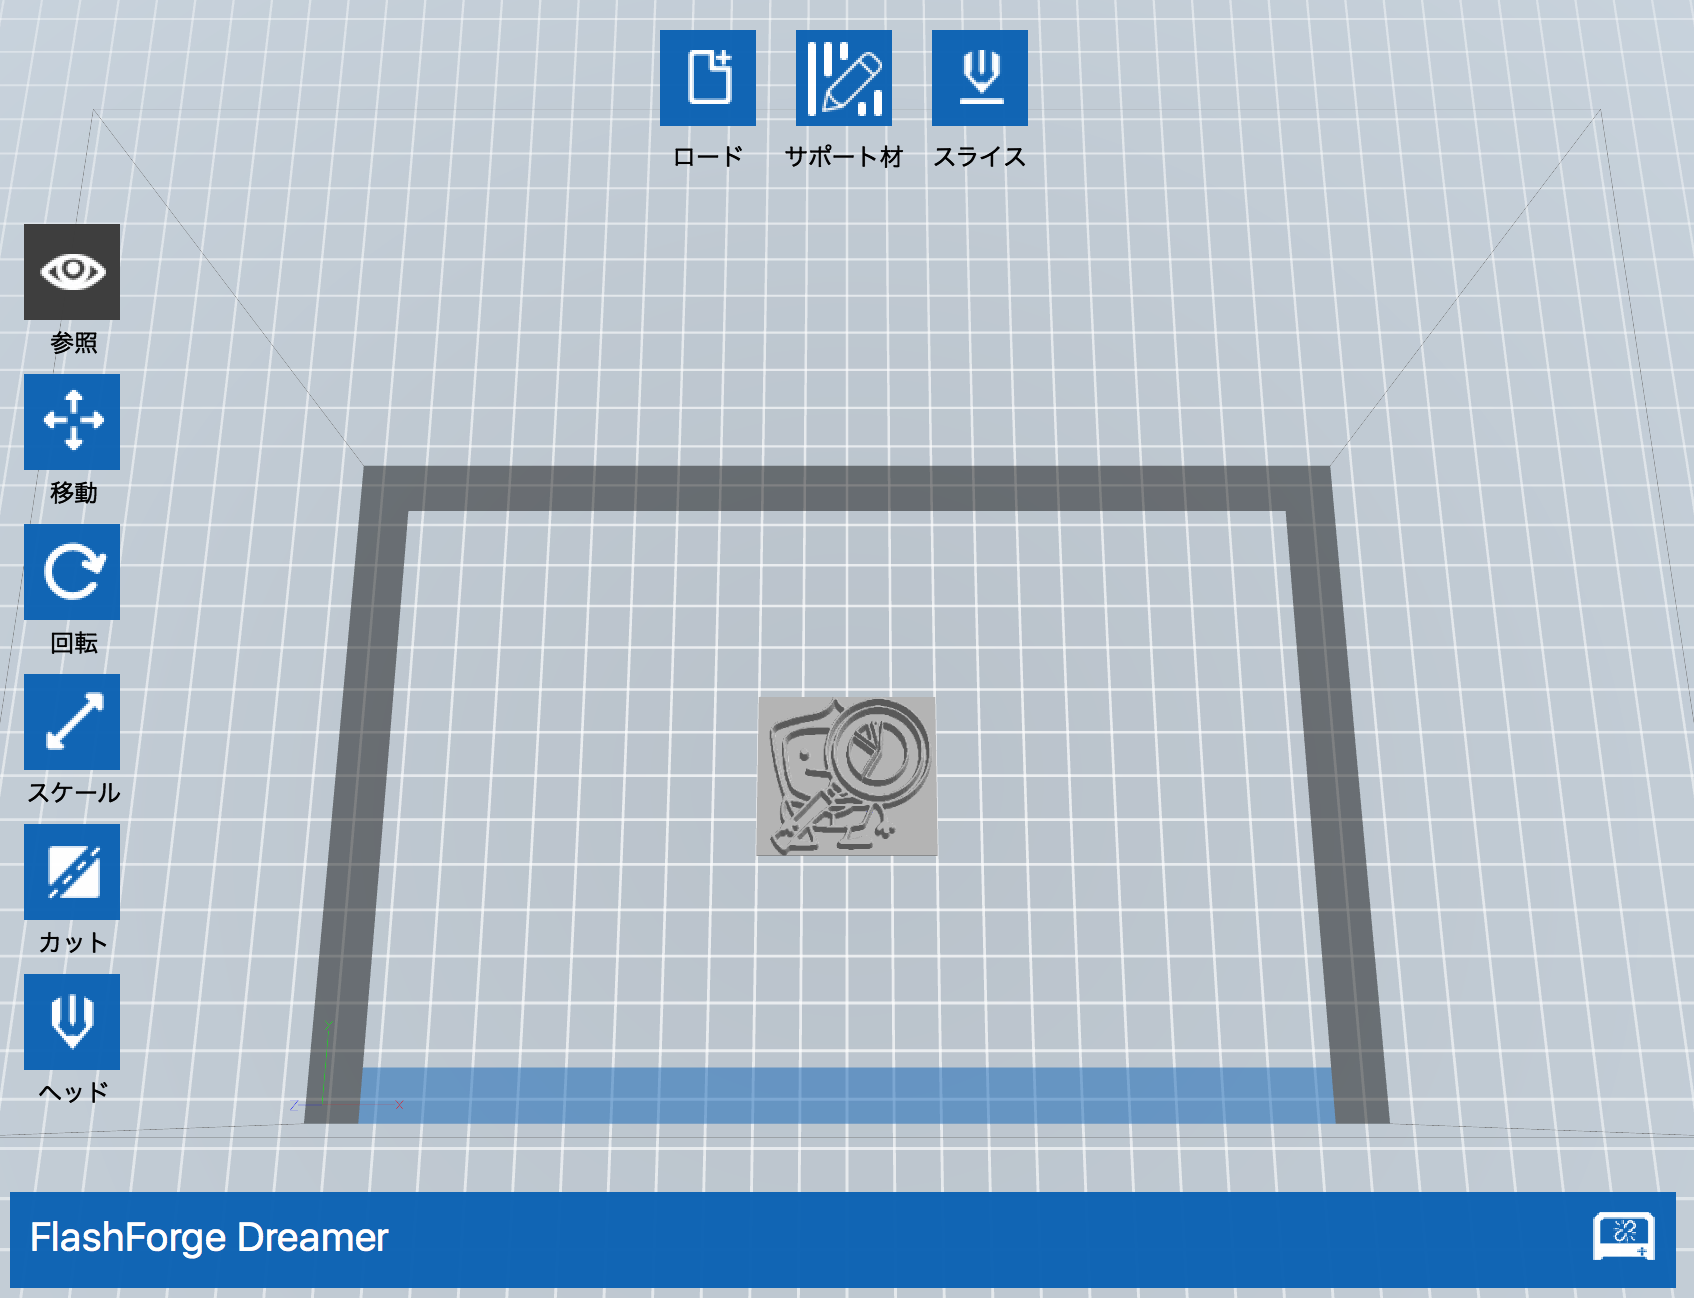 ロード
サポート材
スライス
参照
移動
回転
スケール
カット
ヘッド
Y
Z
X
FlashForge Dreamer